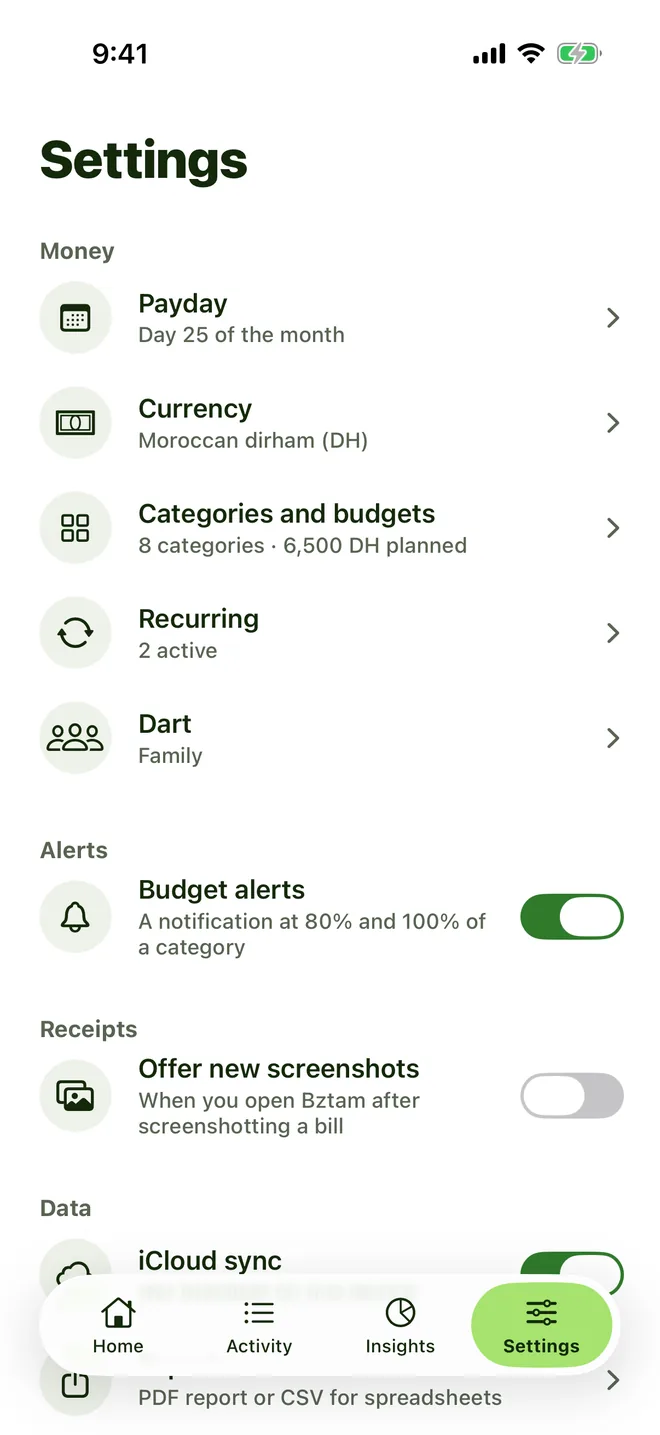 9:41
Settings
Money
Payday
Day 25 of the month
Currency
Moroccan dirham (DH)
Categories and budgets
8 categories · 6,500 DH planned
Recurring
2 active
Dart
Family
Alerts
Budget alerts
A notification at 80% and 100% of
a category
Receipts
Offer new screenshots
When you open Bztam after
screenshotting a bill
Data
iCloud sync
Home
Activity
Insights
Settings
PDF report or CSV for spreadsheets